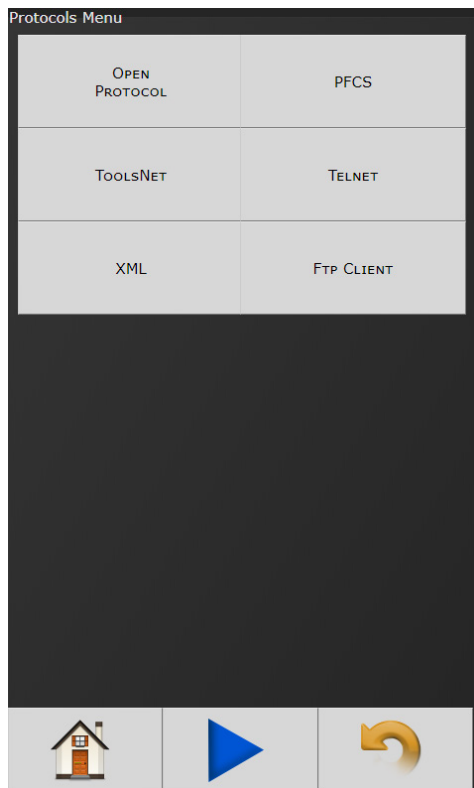 Protocols Menu
Open
Protocol
PFCS
ToolsNet
Telnet
XML
Ftp Client